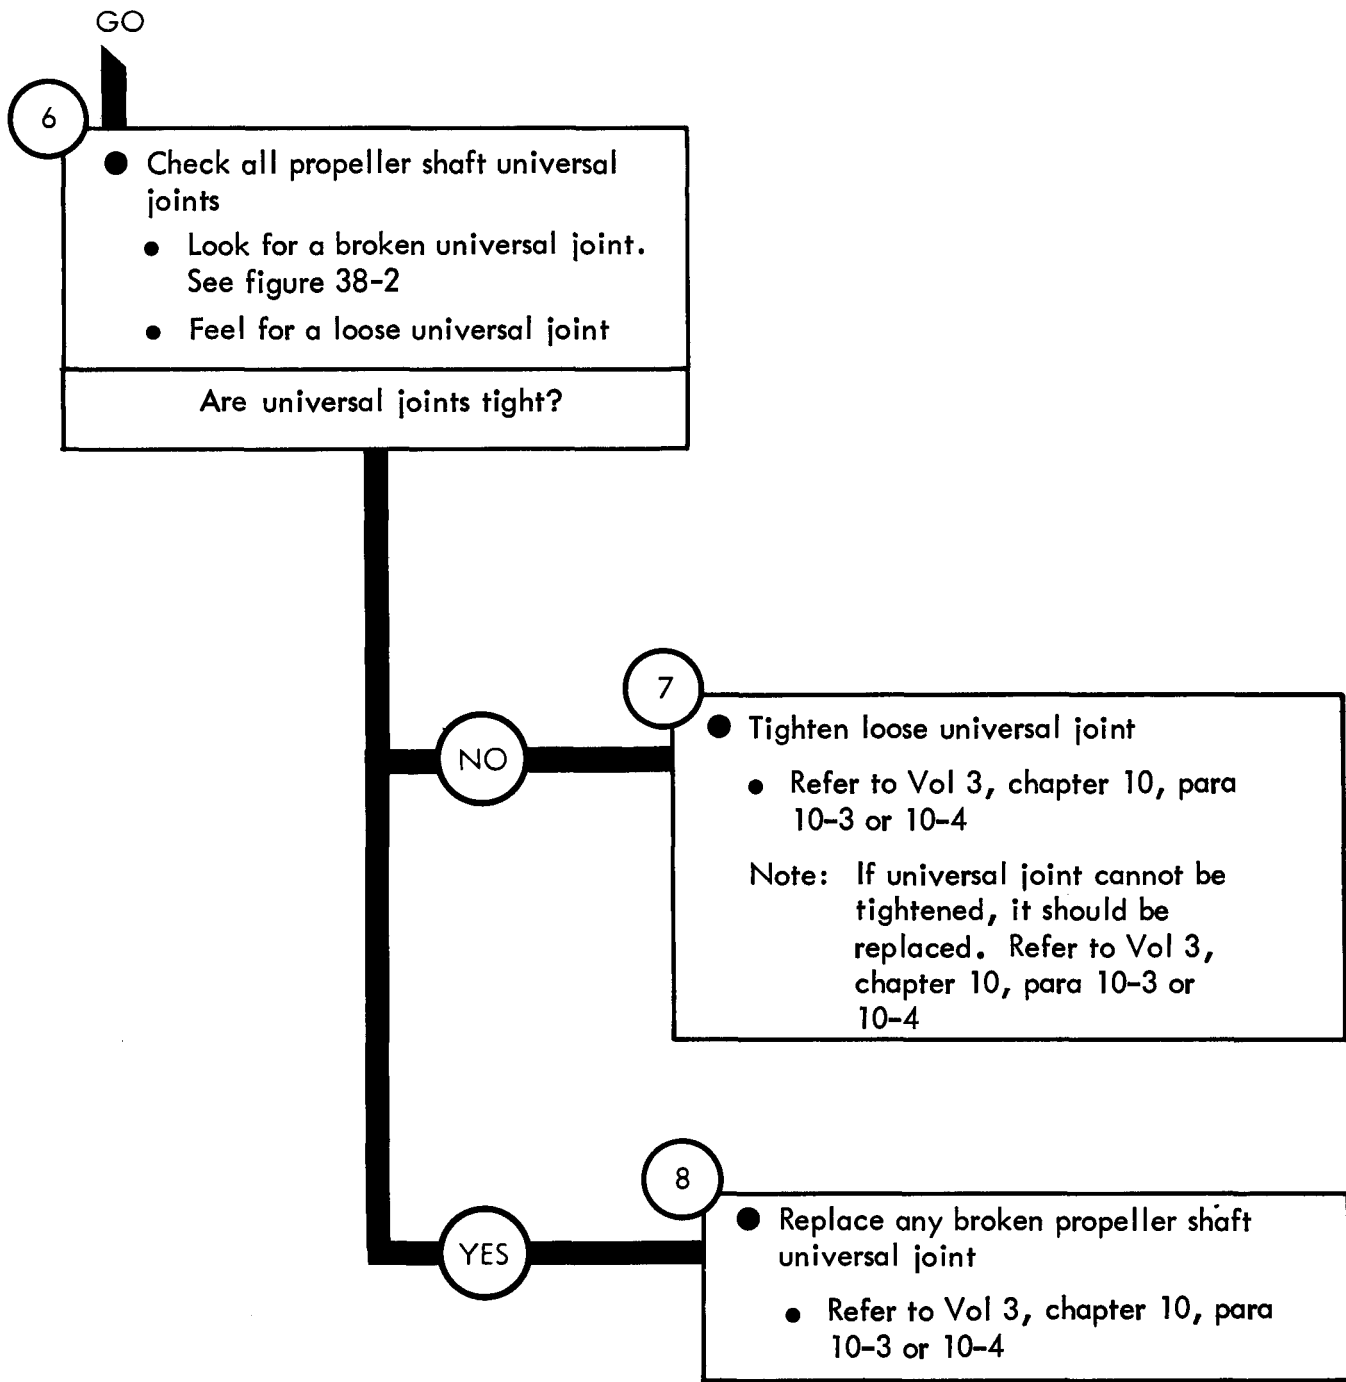 GO
6
● Check all propeller shaft universal
joints
● Look for a broken universal joint.
See figure 38-2
● Feel for a loose universal joint
Are universal joints tight?
7
● Tighten loose universal joint
NO
● Refer to Vol 3, chapter 10, para
10-3 or 10-4
Note: If universal joint cannot be
tightened, it should be
replaced. Refer to Vol 3,
chapter 10, para 10-3 or
10-4
8
● Replace any broken propeller shaft
universal joint
YES
● Refer to Vol 3, chapter 10, para
10-3 or 10-4